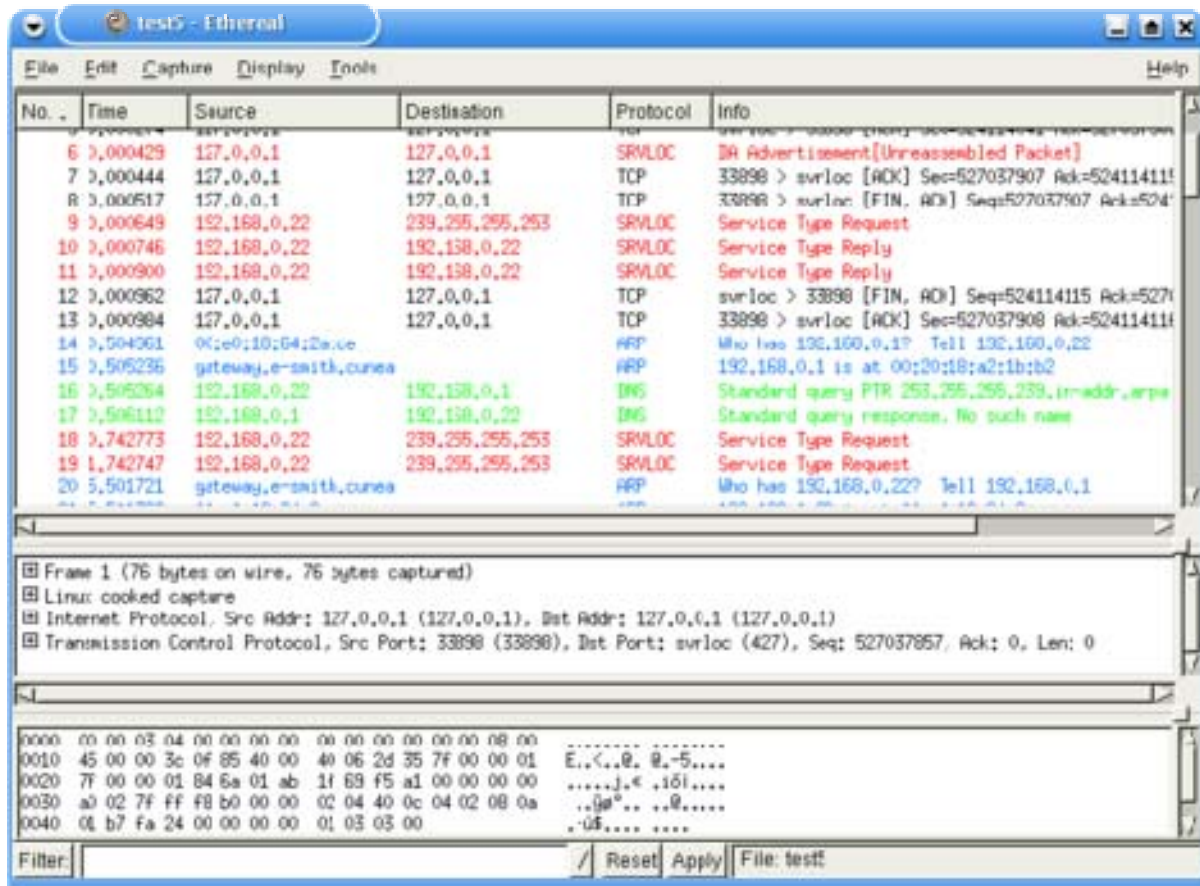 test5 - Ethereal
File Edit Capture Display Tools Help
No. . Time Source Destination Protocol Info
6 0,000429 127.0.0.1 127.0.0.1 SRVLOC DA Advertisement[Unreassembled Packet]
7 0,000444 127.0.0.1 127.0.0.1 TCP 33898 > svrloc [ACK] Seq=527037907 Ack=524114115
8 0,000517 127.0.0.1 127.0.0.1 TCP 33898 > svrloc [FIN, ACK] Seq=527037907 Ack=524
9 0,000649 192.168.0.22 239.255.255.253 SRVLOC Service Type Request
10 0,000746 192.168.0.22 192.168.0.22 SRVLOC Service Type Reply
11 0,000900 192.168.0.22 192.168.0.22 SRVLOC Service Type Reply
12 0,000962 127.0.0.1 127.0.0.1 TCP svrloc > 33898 [FIN, ACK] Seq=524114115 Ack=527
13 0,000984 127.0.0.1 127.0.0.1 TCP 33898 > svrloc [ACK] Seq=527037908 Ack=524114116
14 0,504961 ARP Who has 192.168.0.1? Tell 192.168.0.22
15 0,505236 gateway.e-smith.cunea ARP 192.168.0.1 is at 00:20:18:a2:1b:b2
16 0,505264 192.168.0.22 192.168.0.1 DNS Standard query PTR 253.255.255.239.in-addr.arpa
17 0,506112 192.168.0.1 192.168.0.22 DNS Standard query response, No such name
18 0,742773 192.168.0.22 239.255.255.253 SRVLOC Service Type Request
19 1,742747 192.168.0.22 239.255.255.253 SRVLOC Service Type Request
20 5,501721 gateway.e-smith.cunea ARP Who has 192.168.0.22? Tell 192.168.0.1
Frame 1 (76 bytes on wire, 76 bytes captured)
Linux cooked capture
Internet Protocol, Src Addr: 127.0.0.1 (127.0.0.1), Dst Addr: 127.0.0.1 (127.0.0.1)
Transmission Control Protocol, Src Port: 33898 (33898), Dst Port: svrloc (427), Seq: 527037857, Ack: 0, Len: 0
0000 00 00 03 04 00 00 00 00 00 00 00 00 00 00 08 00 ........ ........
0010 45 00 00 3c 0f 85 40 00 40 06 2d 35 7f 00 00 01 E..<..@. @.-5....
0020 7f 00 00 01 84 6a 01 ab 1f 69 f5 a1 00 00 00 00 .....j.« .iõ¡....
0030 a0 02 7f ff f8 b0 00 00 02 04 40 0c 04 02 08 0a ..ÿø°.. ..@.....
0040 01 b7 fa 24 00 00 00 00 01 03 03 00 .·ú$.... ....
Filter: / Reset Apply File: test5